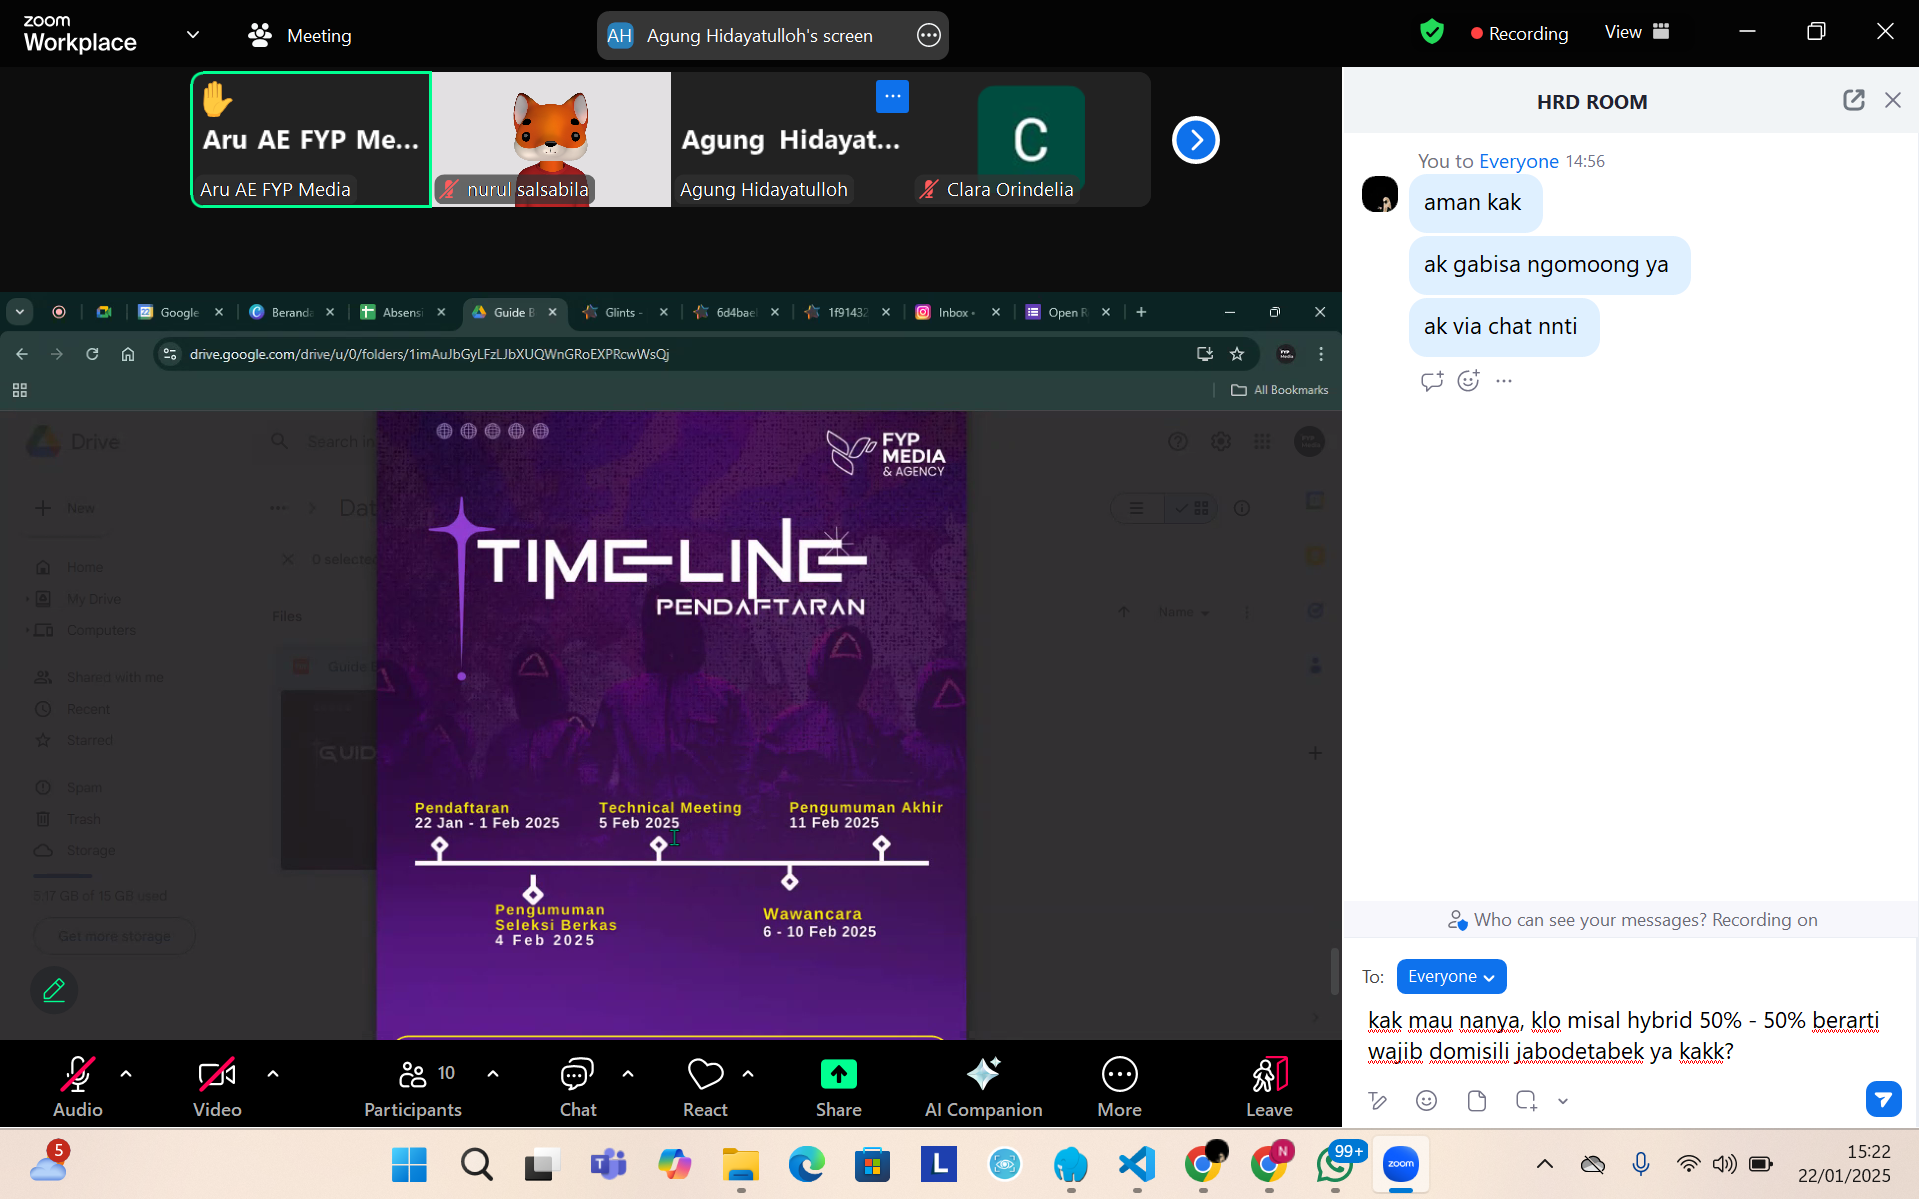 zoom
Workplace
Meeting
AH Agung Hidayatulloh's screen
Recording
View
Aru AE FYP Me...
Aru AE FYP Media
nurul salsabila
Agung Hidayat...
Agung Hidayatulloh
C
Clara Orindelia
HRD ROOM
You to Everyone 14:56
aman kak
ak gabisa ngomoong ya
ak via chat nnti
Google
Beranda
Absensi
Guide B
Glints -
6d4bae
1f91432
Inbox •
Open R
drive.google.com/drive/u/0/folders/1imAuJbGyLFzLJbXUQWnGRoEXPRcwWsQj
All Bookmarks
Drive
Search in
New
Dat
Home
0 selected
My Drive
Computers
Files
Name
Shared with me
Guide B
Recent
Starred
GUID
Spam
Trash
Storage
5.17 GB of 15 GB used
Get more storage
FYP
MEDIA
& AGENCY
TIME-LINE
PENDAFTARAN
Pendaftaran
22 Jan - 1 Feb 2025
Technical Meeting
5 Feb 2025
Pengumuman Akhir
11 Feb 2025
Pengumuman
Seleksi Berkas
4 Feb 2025
Wawancara
6 - 10 Feb 2025
Who can see your messages? Recording on
To: Everyone
kak mau nanya, klo misal hybrid 50% - 50% berarti
wajib domisili jabodetabek ya kakk?
Audio
Video
10
Participants
Chat
React
Share
AI Companion
More
Leave
5
L
N
99+
zoom
15:22
22/01/2025